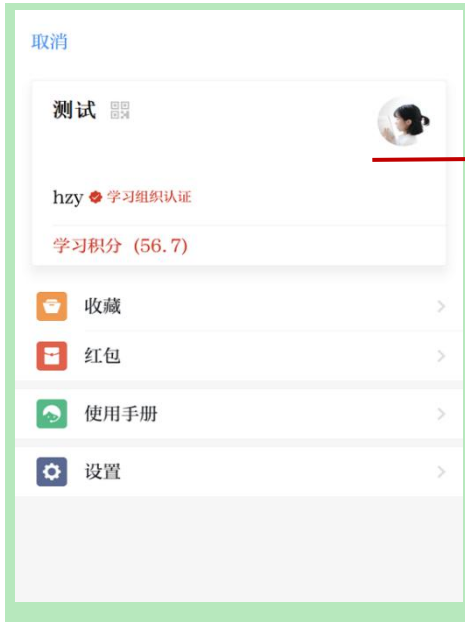 取消
测试
hzy 学习组织认证
学习积分 (56.7)
收藏
红包
使用手册
设置